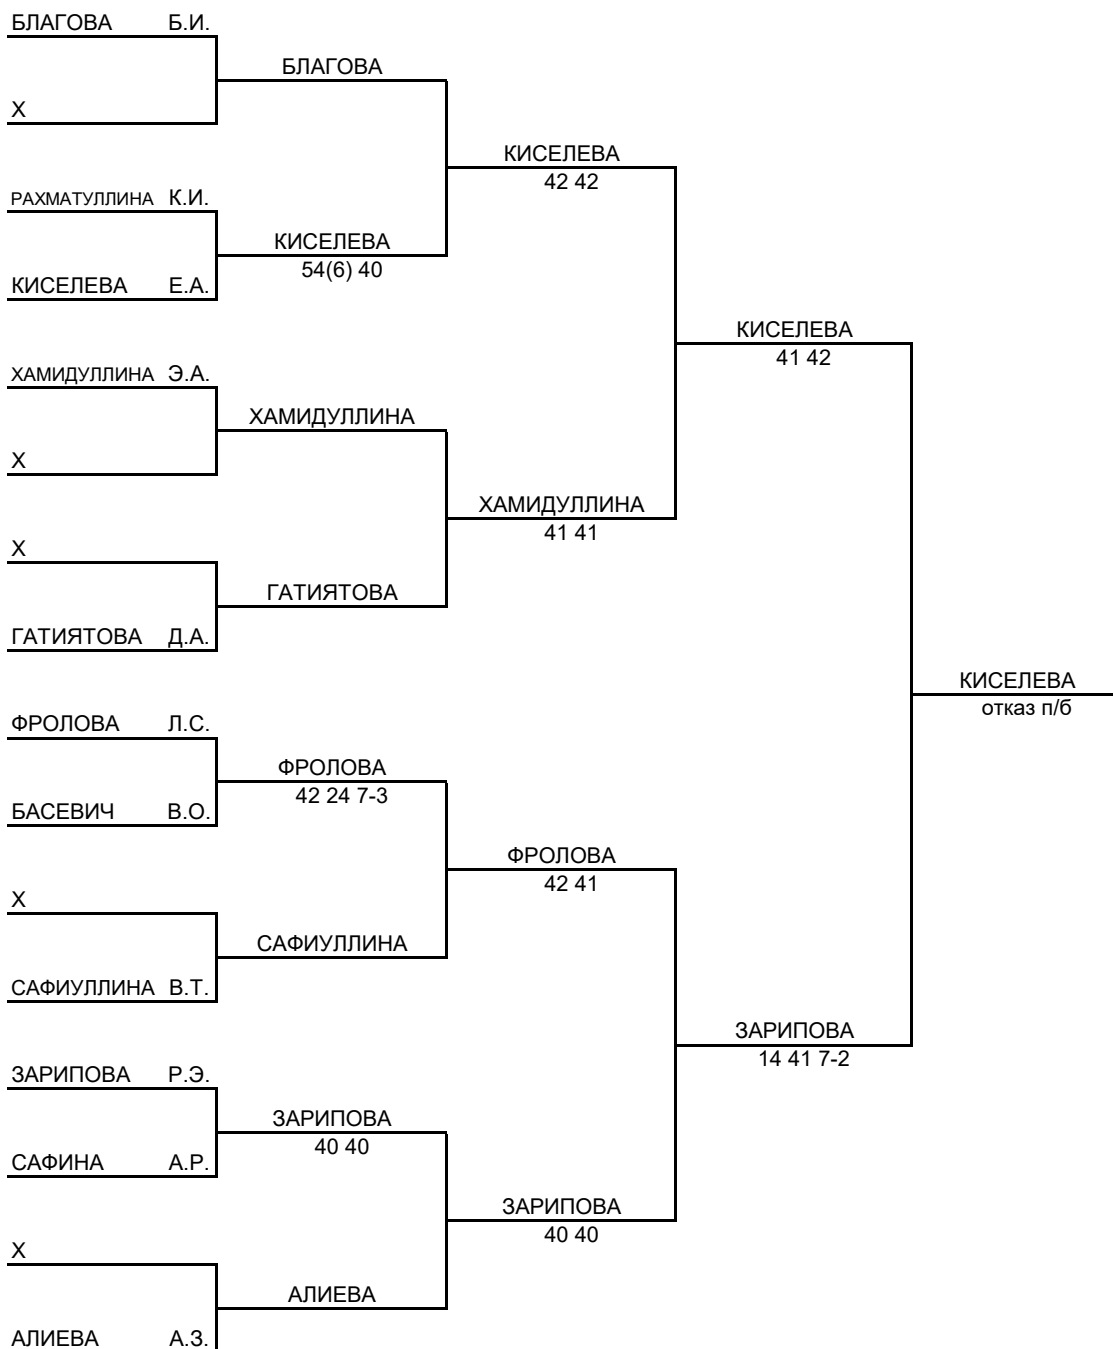 БЛАГОВА Б.И.
БЛАГОВА
Х
КИСЕЛЕВА
42 42
РАХМАТУЛЛИНА К.И.
КИСЕЛЕВА
54(6) 40
КИСЕЛЕВА Е.А.
КИСЕЛЕВА
41 42
ХАМИДУЛЛИНА Э.А.
ХАМИДУЛЛИНА
Х
ХАМИДУЛЛИНА
41 41
Х
ГАТИЯТОВА
ГАТИЯТОВА Д.А.
КИСЕЛЕВА
отказ п/б
ФРОЛОВА Л.С.
ФРОЛОВА
42 24 7-3
БАСЕВИЧ В.О.
ФРОЛОВА
42 41
Х
САФИУЛЛИНА
САФИУЛЛИНА В.Т.
ЗАРИПОВА
14 41 7-2
ЗАРИПОВА Р.Э.
ЗАРИПОВА
40 40
САФИНА А.Р.
ЗАРИПОВА
40 40
Х
АЛИЕВА
АЛИЕВА А.З.